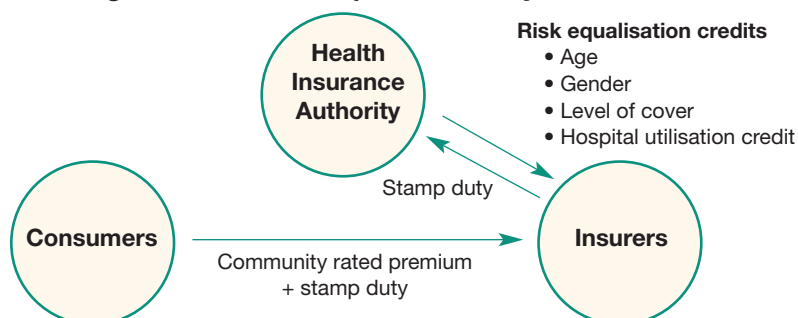 Health
Insurance
Authority
Risk equalisation credits
• Age
• Gender
• Level of cover
• Hospital utilisation credit
Stamp duty
Consumers
Insurers
Community rated premium
+ stamp duty